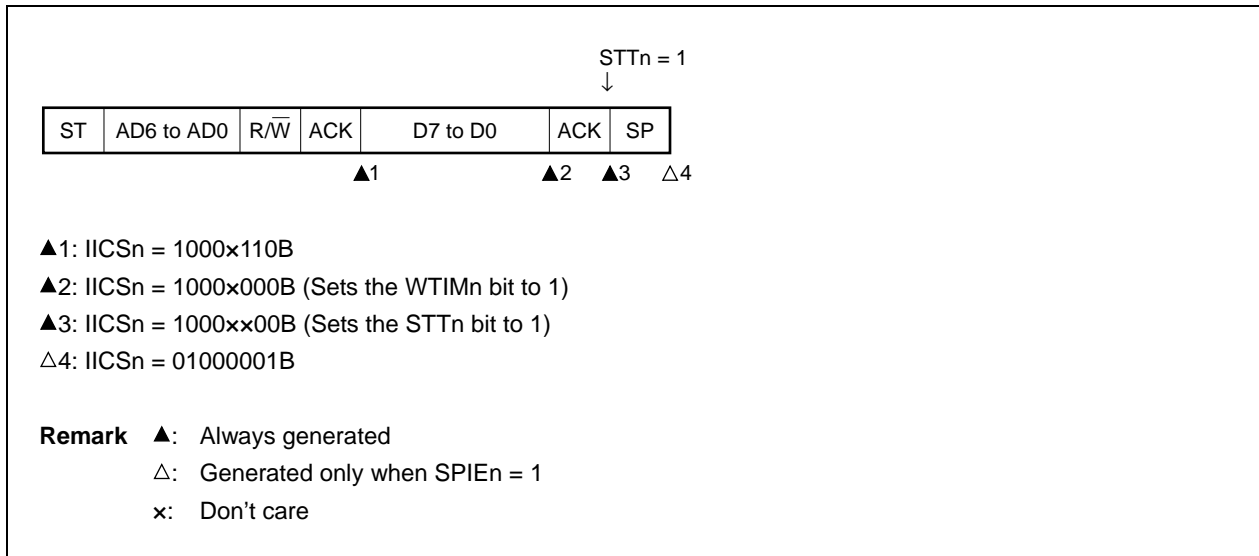 STTn = 1
↓
ST AD6 to AD0 R/W̅ ACK D7 to D0 ACK SP
▲1 ▲2 ▲3 △4
▲1: IICSn = 1000×110B
▲2: IICSn = 1000×000B (Sets the WTIMn bit to 1)
▲3: IICSn = 1000××00B (Sets the STTn bit to 1)
△4: IICSn = 01000001B
Remark ▲: Always generated
△: Generated only when SPIEn = 1
×: Don't care